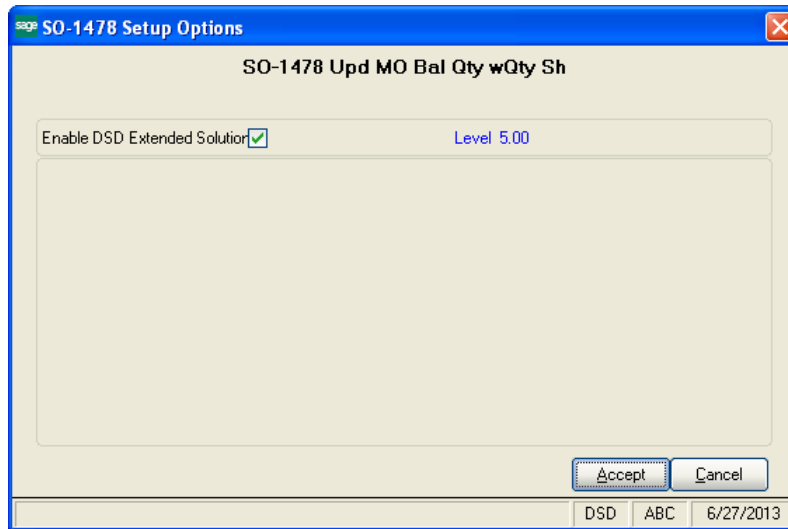 sage SO-1478 Setup Options
SO-1478 Upd MO Bal Qty wQty Sh
Enable DSD Extended Solution Level 5.00
Accept Cancel
DSD ABC 6/27/2013